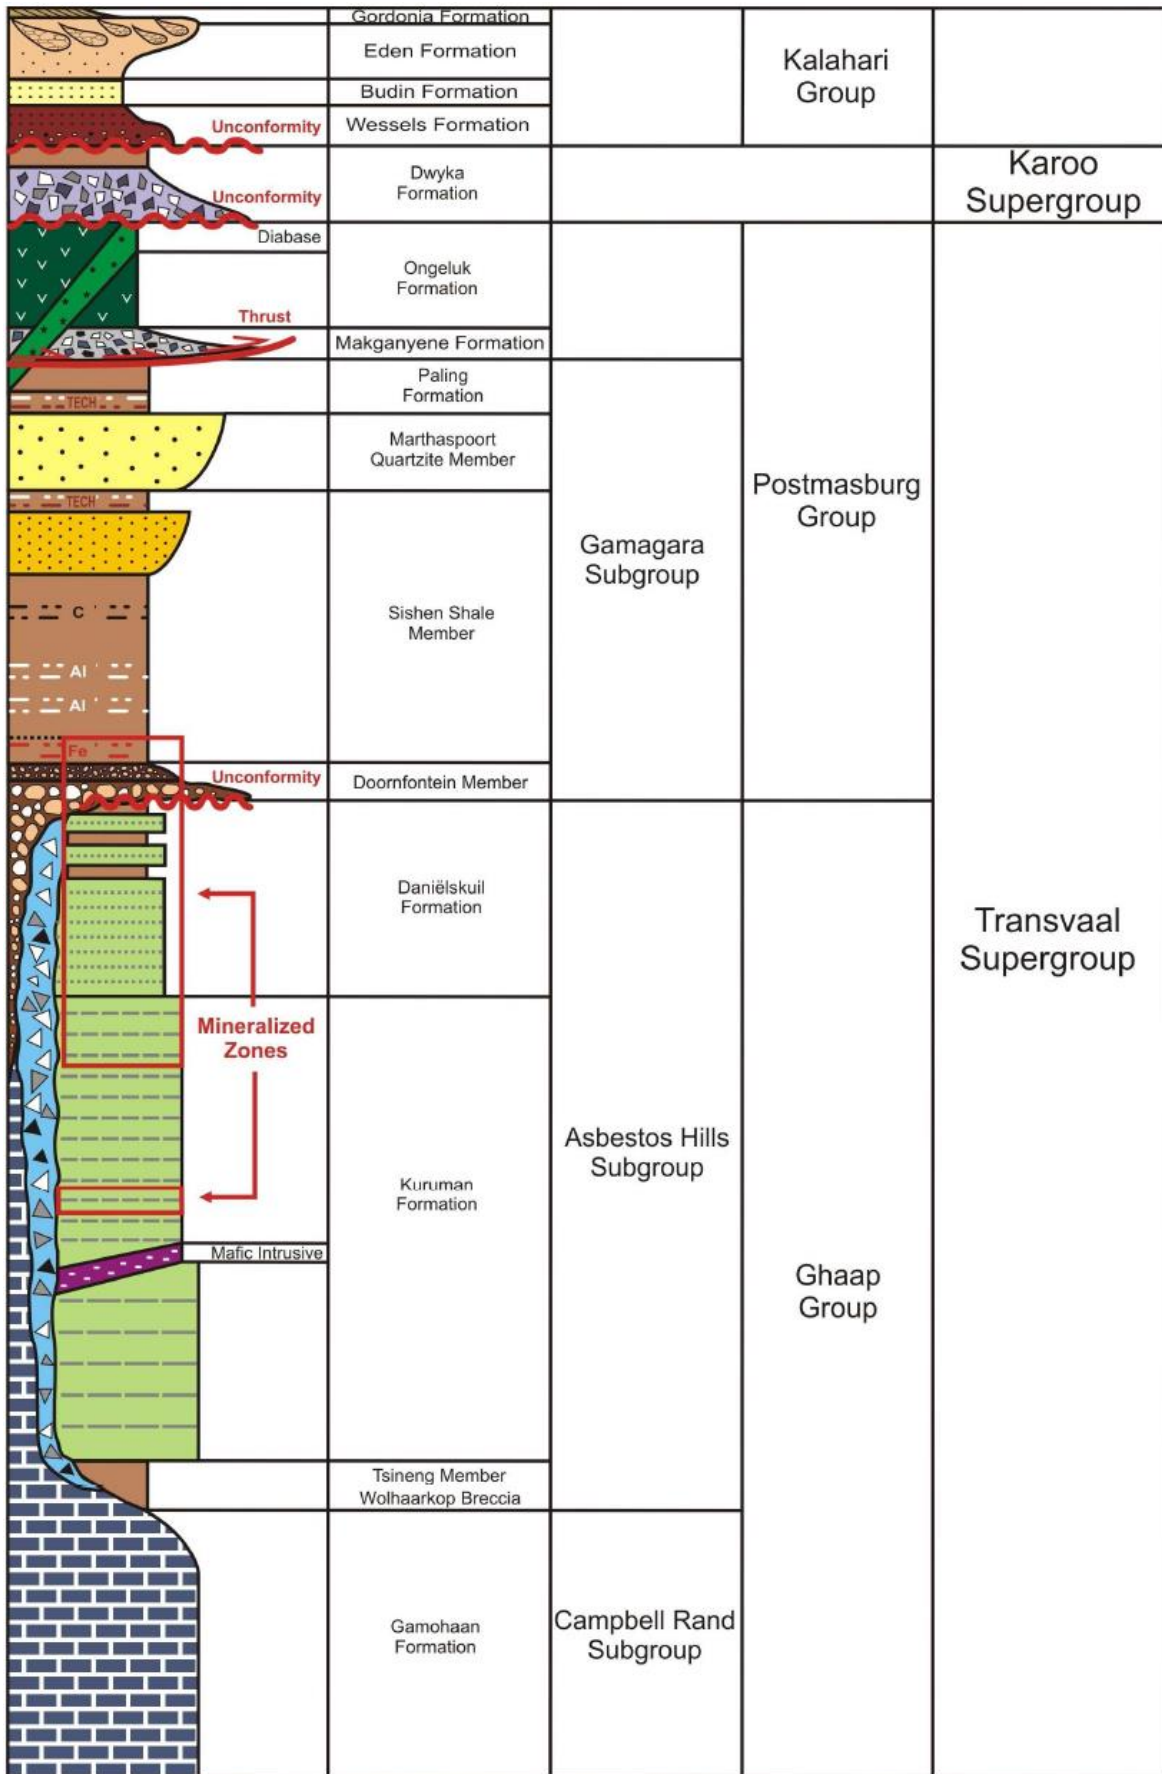 Gordonia Formation
Eden Formation
Kalahari
Group
Budin Formation
Unconformity
Wessels Formation
Dwyka
Formation
Karoo
Supergroup
Unconformity
Diabase
Ongeluk
Formation
Thrust
Makganyene Formation
Paling
Formation
TECH
Marthaspoort
Quartzite Member
TECH
Postmasburg
Group
Gamagara
Subgroup
C
Sishen Shale
Member
Al
Al
Fe
Unconformity
Doornfontein Member
Daniëlskuil
Formation
Transvaal
Supergroup
Mineralized
Zones
Asbestos Hills
Subgroup
Kuruman
Formation
Mafic Intrusive
Ghaap
Group
Tsineng Member
Wolhaarkop Breccia
Gamohaan
Formation
Campbell Rand
Subgroup